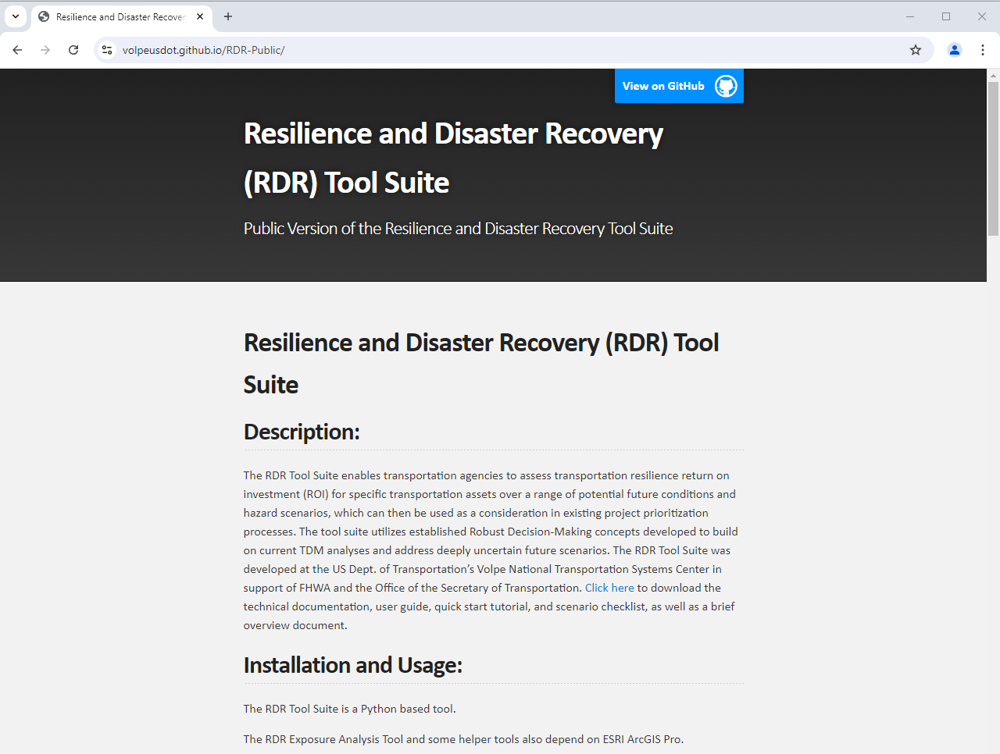 Resilience and Disaster Recover
volpeusdot.github.io/RDR-Public/
View on GitHub
Resilience and Disaster Recovery
(RDR) Tool Suite
Public Version of the Resilience and Disaster Recovery Tool Suite
Resilience and Disaster Recovery (RDR) Tool
Suite
Description:
The RDR Tool Suite enables transportation agencies to assess transportation resilience return on
investment (ROI) for specific transportation assets over a range of potential future conditions and
hazard scenarios, which can then be used as a consideration in existing project prioritization
processes. The tool suite utilizes established Robust Decision-Making concepts developed to build
on current TDM analyses and address deeply uncertain future scenarios. The RDR Tool Suite was
developed at the US Dept. of Transportation’s Volpe National Transportation Systems Center in
support of FHWA and the Office of the Secretary of Transportation. Click here to download the
technical documentation, user guide, quick start tutorial, and scenario checklist, as well as a brief
overview document.
Installation and Usage:
The RDR Tool Suite is a Python based tool.
The RDR Exposure Analysis Tool and some helper tools also depend on ESRI ArcGIS Pro.